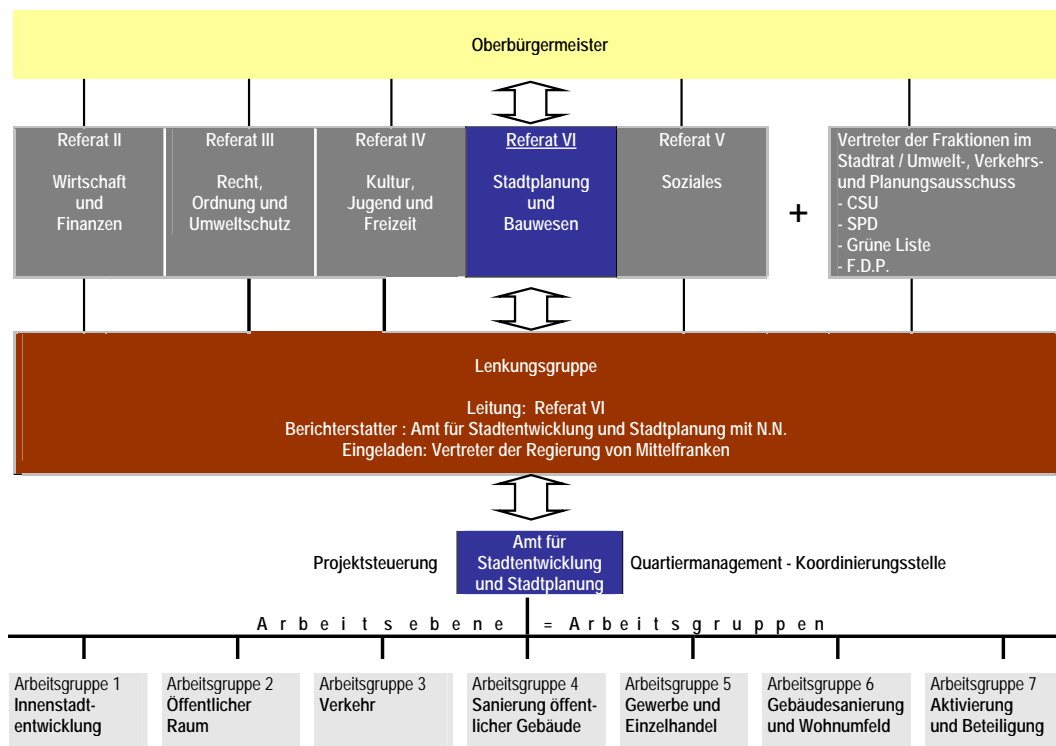 Oberbürgermeister
Referat II
Wirtschaft
und
Finanzen
Referat III
Recht,
Ordnung und
Umweltschutz
Referat IV
Kultur,
Jugend und
Freizeit
Referat VI
Stadtplanung
und
Bauwesen
Referat V
Soziales
+
Vertreter der Fraktionen im
Stadtrat / Umwelt-, Verkehrs-
und Planungsausschuss
- CSU
- SPD
- Grüne Liste
- F.D.P.
Lenkungsgruppe
Leitung: Referat VI
Berichterstatter : Amt für Stadtentwicklung und Stadtplanung mit N.N.
Eingeladen: Vertreter der Regierung von Mittelfranken
Projektsteuerung
Amt für
Stadtentwicklung
und Stadtplanung
Quartiermanagement - Koordinierungsstelle
Arbeitsebene = Arbeitsgruppen
Arbeitsgruppe 1
Innenstadt-
entwicklung
Arbeitsgruppe 2
Öffentlicher
Raum
Arbeitsgruppe 3
Verkehr
Arbeitsgruppe 4
Sanierung öffent-
licher Gebäude
Arbeitsgruppe 5
Gewerbe und
Einzelhandel
Arbeitsgruppe 6
Gebäudesanierung
und Wohnumfeld
Arbeitsgruppe 7
Aktivierung
und Beteiligung